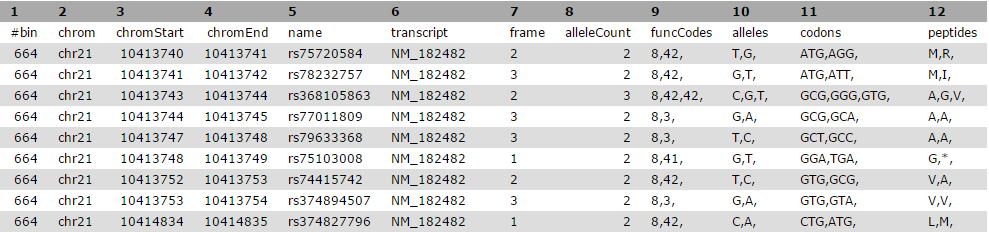 1 2 3 4 5 6 7 8 9 10 11 12
#bin chrom chromStart chromEnd name transcript frame alleleCount funcCodes alleles codons peptides
664 chr21 10413740 10413741 rs75720584 NM_182482 2 2 8,42, T,G, ATG,AGG, M,R,
664 chr21 10413741 10413742 rs78232757 NM_182482 3 2 8,42, G,T, ATG,ATT, M,I,
664 chr21 10413743 10413744 rs368105863 NM_182482 2 3 8,42,42, C,G,T, GCG,GGG,GTG, A,G,V,
664 chr21 10413744 10413745 rs77011809 NM_182482 3 2 8,3, G,A, GCG,GCA, A,A,
664 chr21 10413747 10413748 rs79633368 NM_182482 3 2 8,3, T,C, GCT,GCC, A,A,
664 chr21 10413748 10413749 rs75103008 NM_182482 1 2 8,41, G,T, GGA,TGA, G,*,
664 chr21 10413752 10413753 rs74415742 NM_182482 2 2 8,42, T,C, GTG,GCG, V,A,
664 chr21 10413753 10413754 rs374894507 NM_182482 3 2 8,3, G,A, GTG,GTA, V,V,
664 chr21 10414834 10414835 rs374827796 NM_182482 1 2 8,42, C,A, CTG,ATG, L,M,